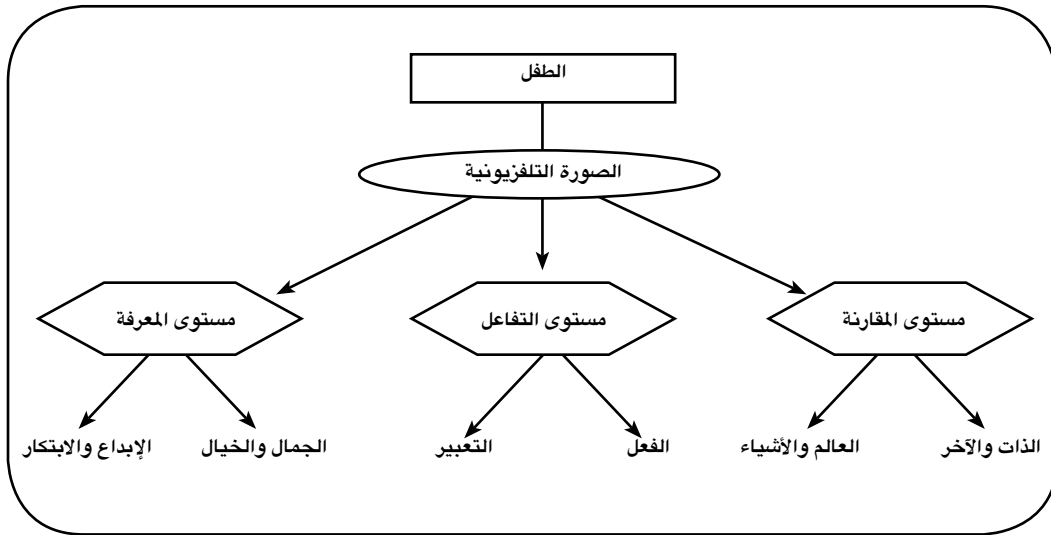 الطفل
الصورة التلفزيونية
مستوى المقارنة
مستوى التفاعل
مستوى المعرفة
الذات والآخر
العالم والأشياء
الفعل
التعبير
الجمال والخيال
الإبداع والابتكار